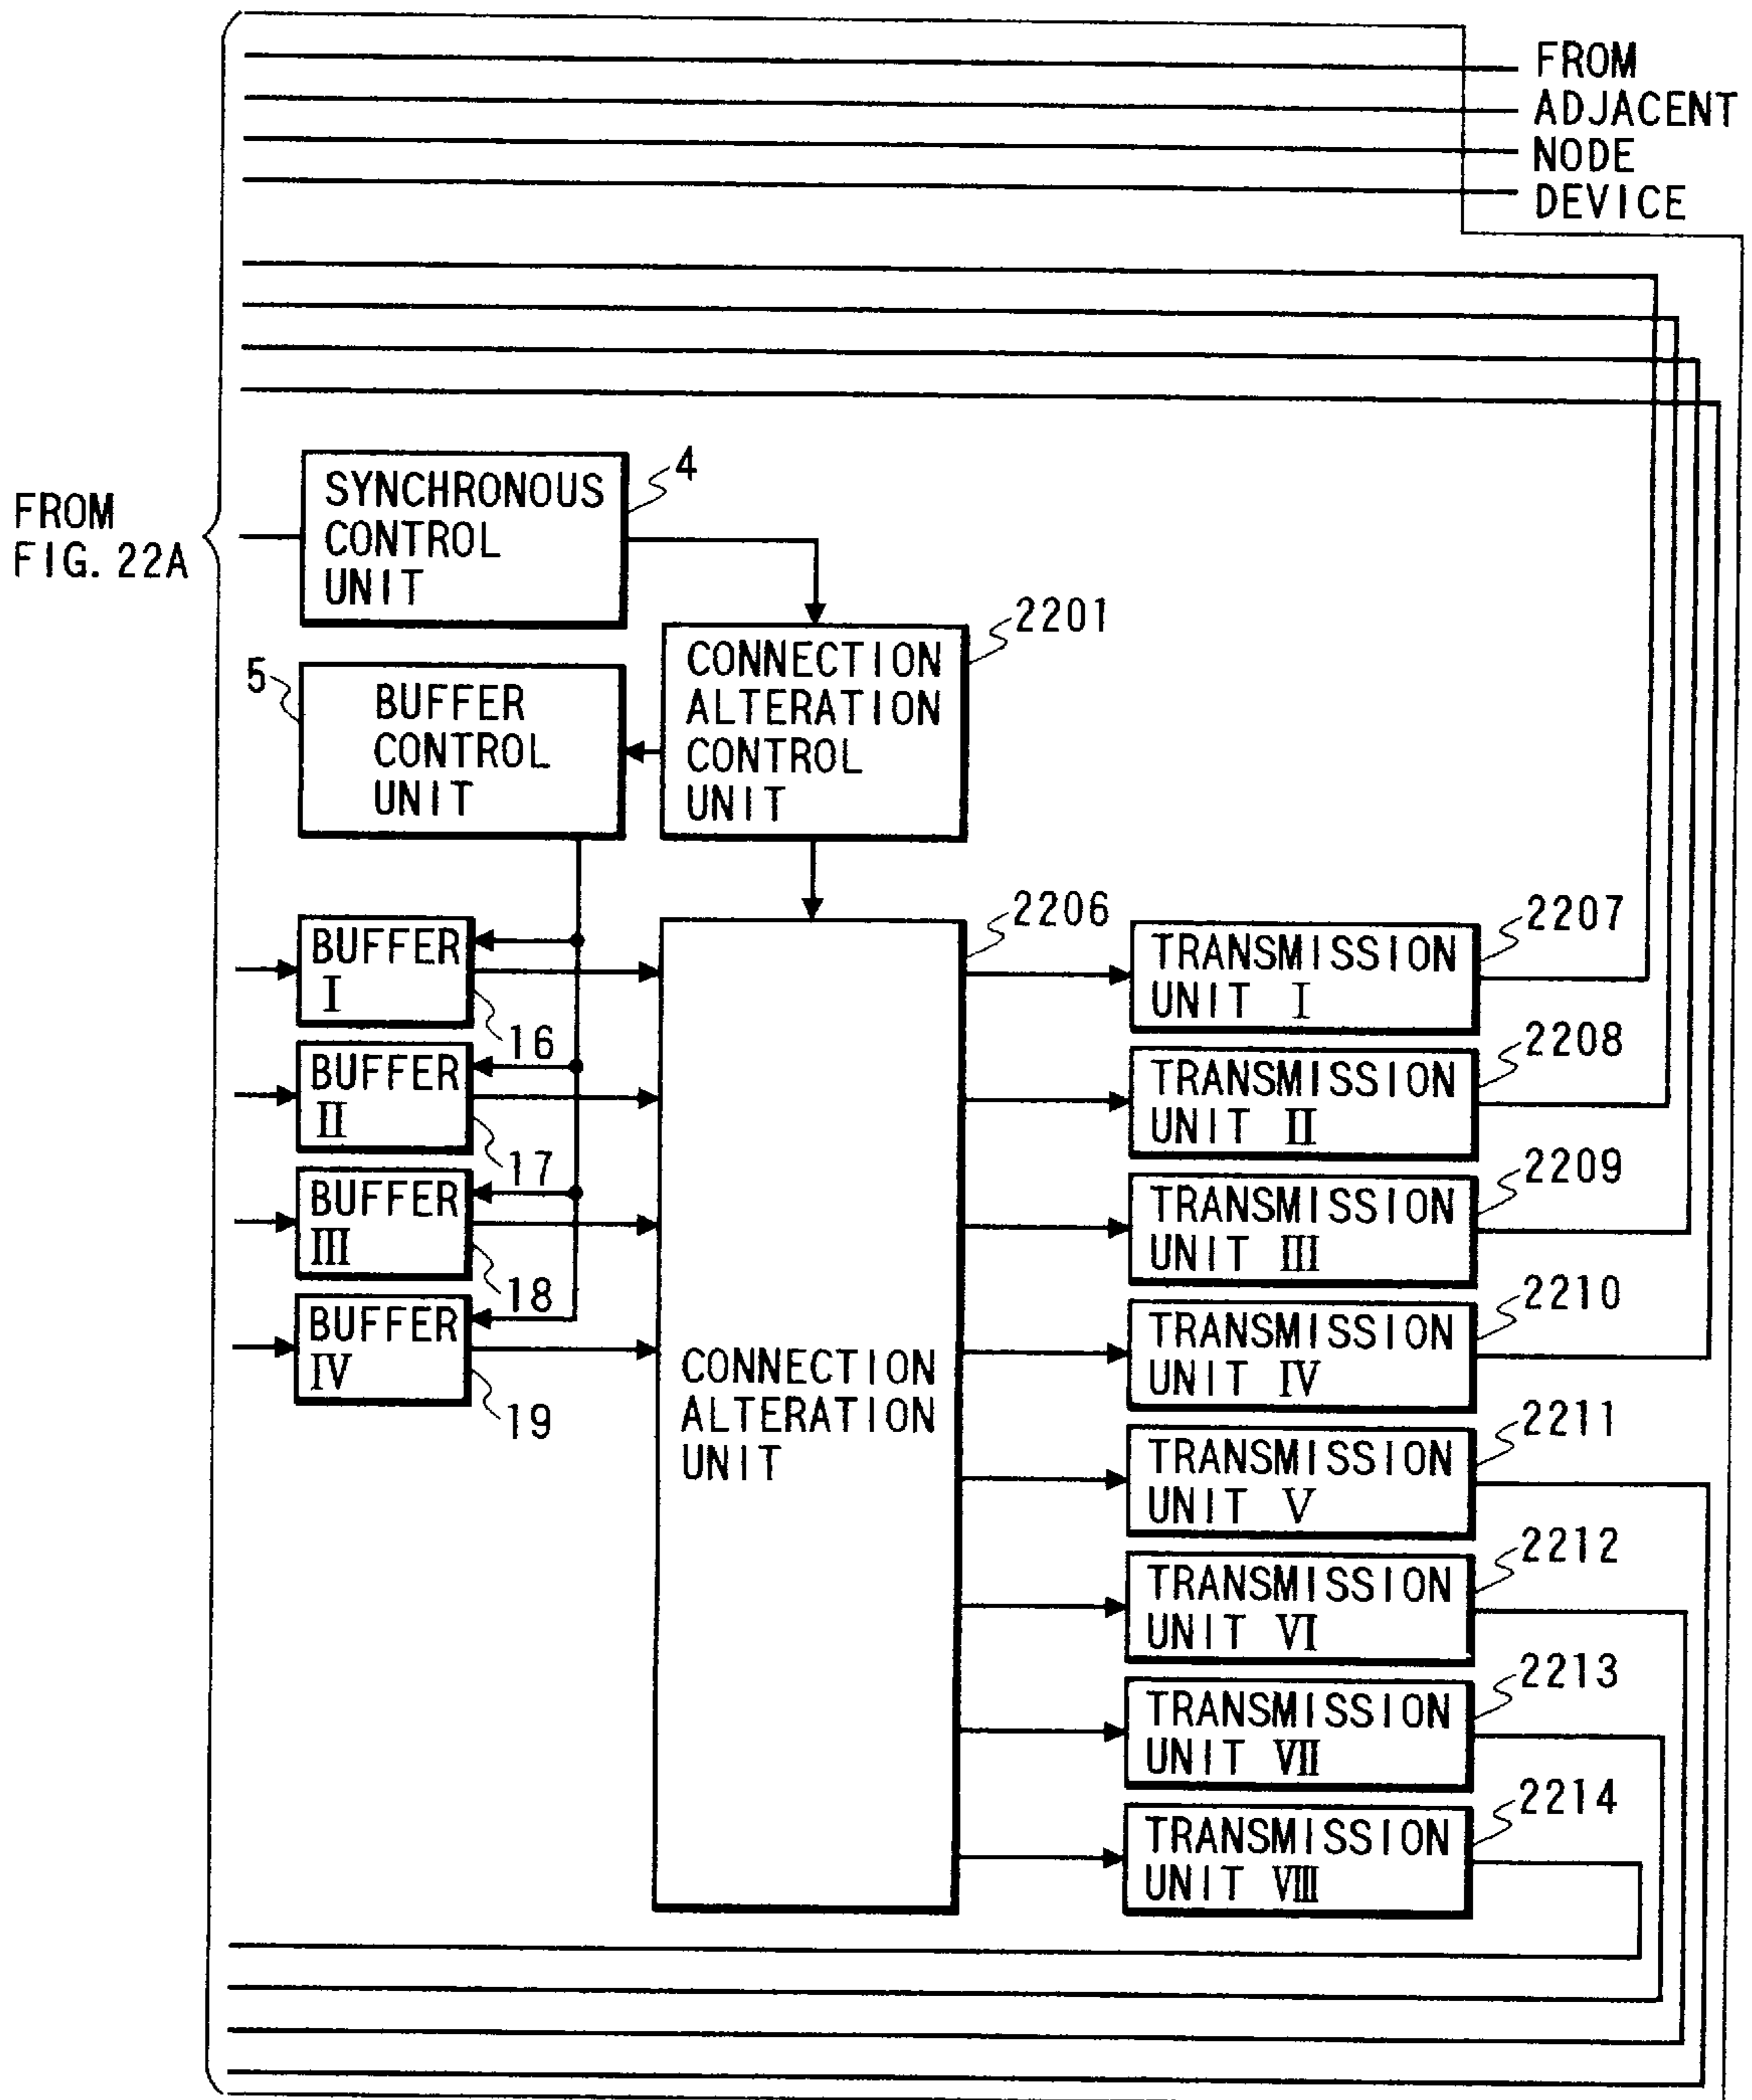 FROM
ADJACENT
NODE
DEVICE
FROM
FIG. 22A
SYNCHRONOUS
CONTROL
UNIT
4
2201
CONNECTION
ALTERATION
CONTROL
UNIT
5
BUFFER
CONTROL
UNIT
BUFFER
I
16
BUFFER
II
17
BUFFER
III
18
BUFFER
IV
19
2206
CONNECTION
ALTERATION
UNIT
2207
TRANSMISSION
UNIT I
2208
TRANSMISSION
UNIT II
2209
TRANSMISSION
UNIT III
2210
TRANSMISSION
UNIT IV
2211
TRANSMISSION
UNIT V
2212
TRANSMISSION
UNIT VI
2213
TRANSMISSION
UNIT VII
2214
TRANSMISSION
UNIT VIII